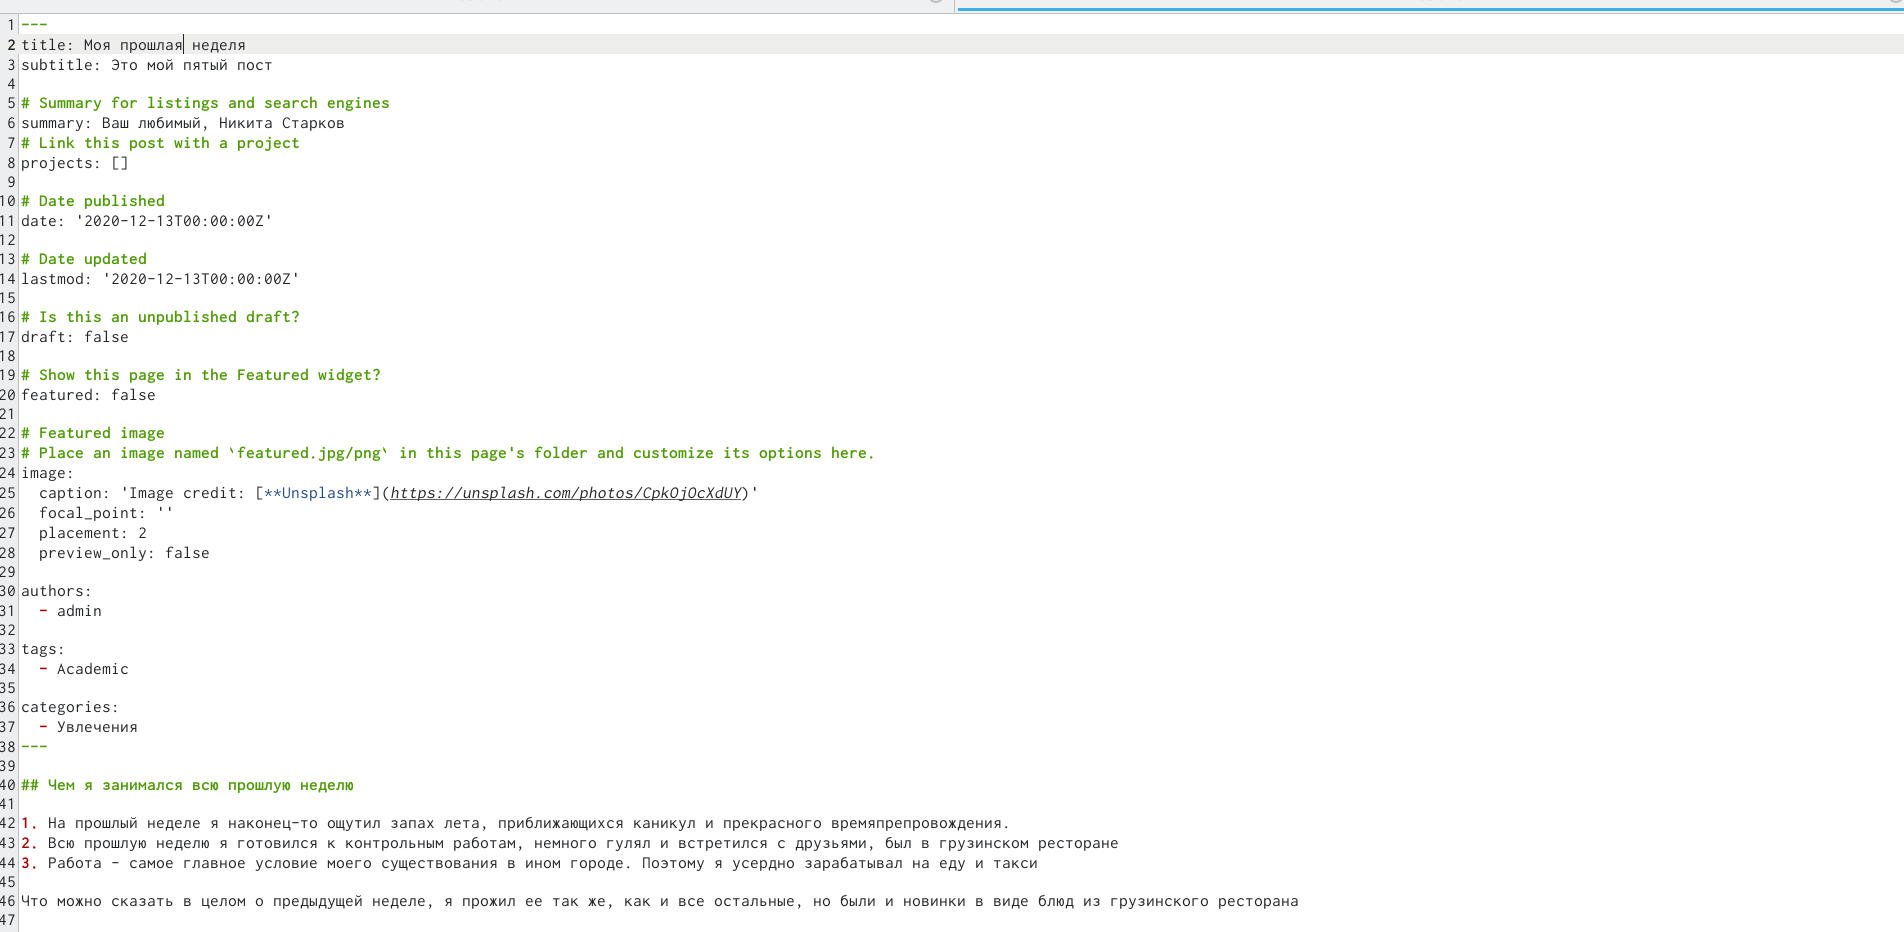 1 ---
2 title: Моя прошлая неделя
3 subtitle: Это мой пятый пост
4
5 # Summary for listings and search engines
6 summary: Ваш любимый, Никита Старков
7 # Link this post with a project
8 projects: []
9
10 # Date published
11 date: '2020-12-13T00:00:00Z'
12
13 # Date updated
14 lastmod: '2020-12-13T00:00:00Z'
15
16 # Is this an unpublished draft?
17 draft: false
18
19 # Show this page in the Featured widget?
20 featured: false
21
22 # Featured image
23 # Place an image named `featured.jpg/png` in this page's folder and customize its options here.
24 image:
25   caption: 'Image credit: [**Unsplash**](https://unsplash.com/photos/CpkOjOcXdUY)'
26   focal_point: ''
27   placement: 2
28   preview_only: false
29
30 authors:
31   - admin
32
33 tags:
34   - Academic
35
36 categories:
37   - Увлечения
38 ---
39
40 ## Чем я занимался всю прошлую неделю
41
42 1. На прошлый неделе я наконец-то ощутил запах лета, приближающихся каникул и прекрасного времяпрепровождения.
43 2. Всю прошлую неделю я готовился к контрольным работам, немного гулял и встретился с друзьями, был в грузинском ресторане
44 3. Работа - самое главное условие моего существования в ином городе. Поэтому я усердно зарабатывал на еду и такси
45
46 Что можно сказать в целом о предыдущей неделе, я прожил ее так же, как и все остальные, но были и новинки в виде блюд из грузинского ресторана
47